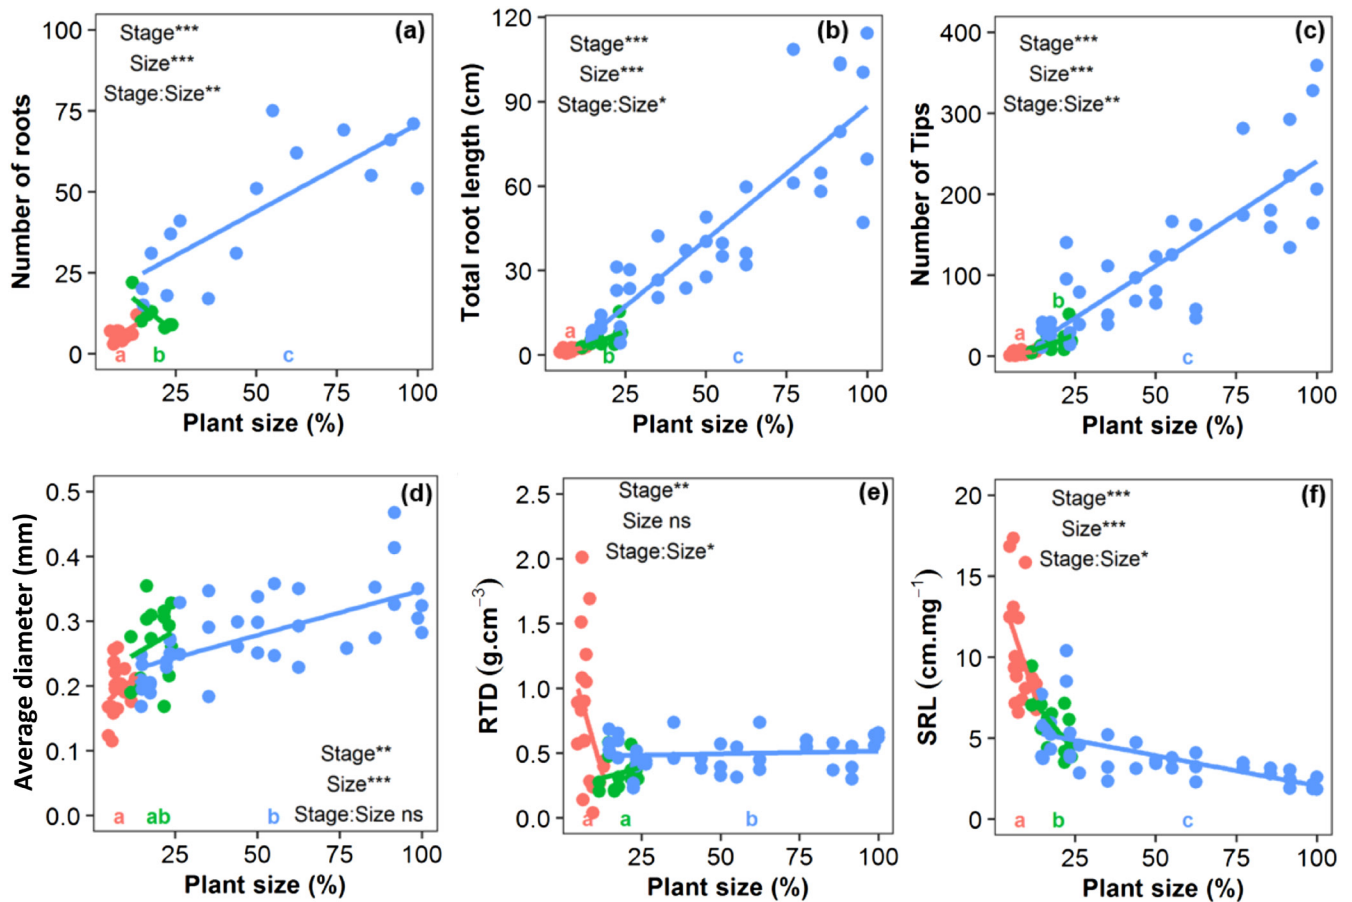 (a)
Stage***
Size***
Stage:Size**
Number of roots
100
75
50
25
0
a b c
25 50 75 100
Plant size (%)
(b)
Stage***
Size***
Stage:Size*
Total root length (cm)
120
90
60
30
0
a
b c
25 50 75 100
Plant size (%)
(c)
Stage***
Size***
Stage:Size**
Number of Tips
400
300
200
100
0
b
a
c
25 50 75 100
Plant size (%)
(d)
Average diameter (mm)
0.5
0.4
0.3
0.2
0.1
0.0
Stage**
Size***
Stage:Size ns
a ab b
25 50 75 100
Plant size (%)
(e)
Stage**
Size ns
Stage:Size*
RTD (g.cm⁻³)
2.5
2.0
1.5
1.0
0.5
0.0
a a b
25 50 75 100
Plant size (%)
(f)
Stage***
Size***
Stage:Size*
SRL (cm.mg⁻¹)
20
15
10
5
0
a b c
25 50 75 100
Plant size (%)